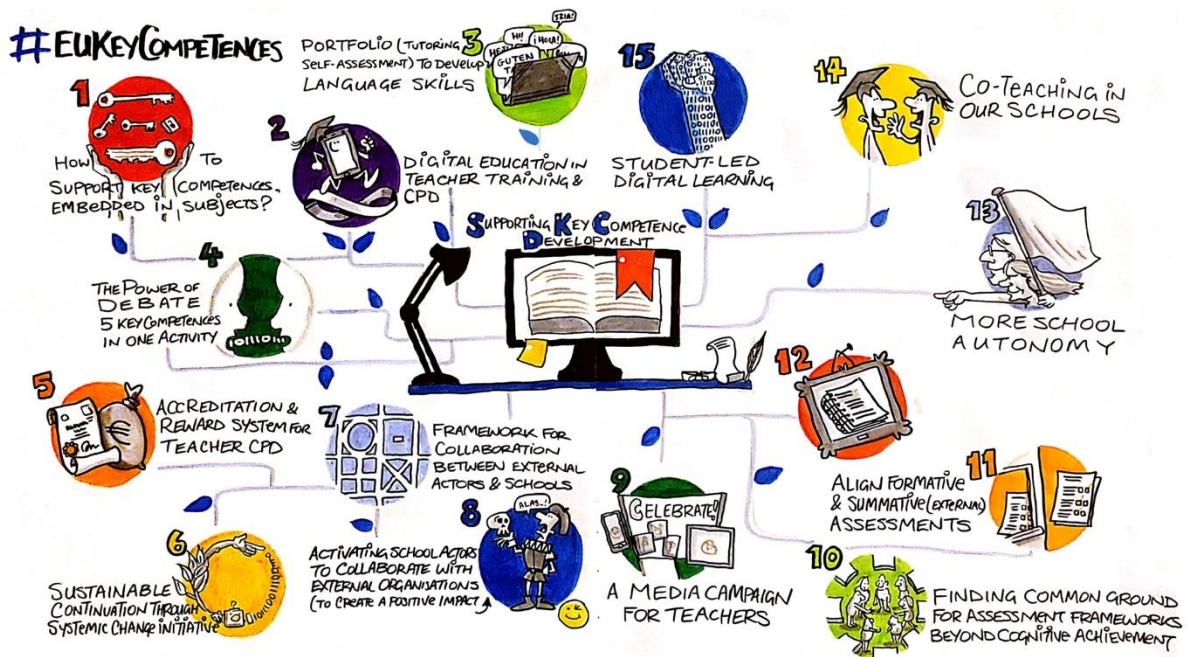 #EUKEYCOMPETENCES
1
HOW TO
SUPPORT KEY COMPETENCES
EMBEDDED IN SUBJECTS?
2
DIGITAL EDUCATION IN
TEACHER TRAINING &
CPD
PORTFOLIO (TUTORING
SELF-ASSESSMENT) TO DEVELOP
LANGUAGE SKILLS
3
SZIA!
HI!
¡HOLA!
GUTEN
15
STUDENT-LED
DIGITAL LEARNING
14
CO-TEACHING IN
OUR SCHOOLS
SUPPORTING KEY COMPETENCE
DEVELOPMENT
13
MORE SCHOOL
AUTONOMY
4
THE POWER OF
DEBATE
5 KEY COMPETENCES
IN ONE ACTIVITY
5
ACCREDITATION &
REWARD SYSTEM FOR
TEACHER CPD
6
SUSTAINABLE
CONTINUATION THROUGH
SYSTEMIC CHANGE INITIATIVE
7
FRAMEWORK FOR
COLLABORATION
BETWEEN EXTERNAL
ACTORS & SCHOOLS
8
ALAS..!
ACTIVATING SCHOOL ACTORS
TO COLLABORATE WITH
EXTERNAL ORGANISATIONS
(TO CREATE A POSITIVE IMPACT)
9
CELEBRATE!
A MEDIA CAMPAIGN
FOR TEACHERS
12
11
ALIGN FORMATIVE
& SUMMATIVE (EXTERNAL)
ASSESSMENTS
10
FINDING COMMON GROUND
FOR ASSESSMENT FRAMEWORKS
BEYOND COGNITIVE ACHIEVEMENT